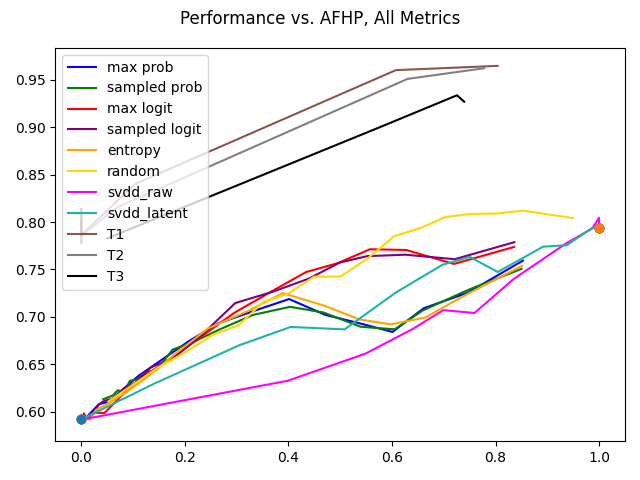 Performance vs. AFHP, All Metrics
0.95
0.90
0.85
0.80
0.75
0.70
0.65
0.60
max prob
sampled prob
max logit
sampled logit
entropy
random
svdd_raw
svdd_latent
T1
T2
T3
0.0 0.2 0.4 0.6 0.8 1.0